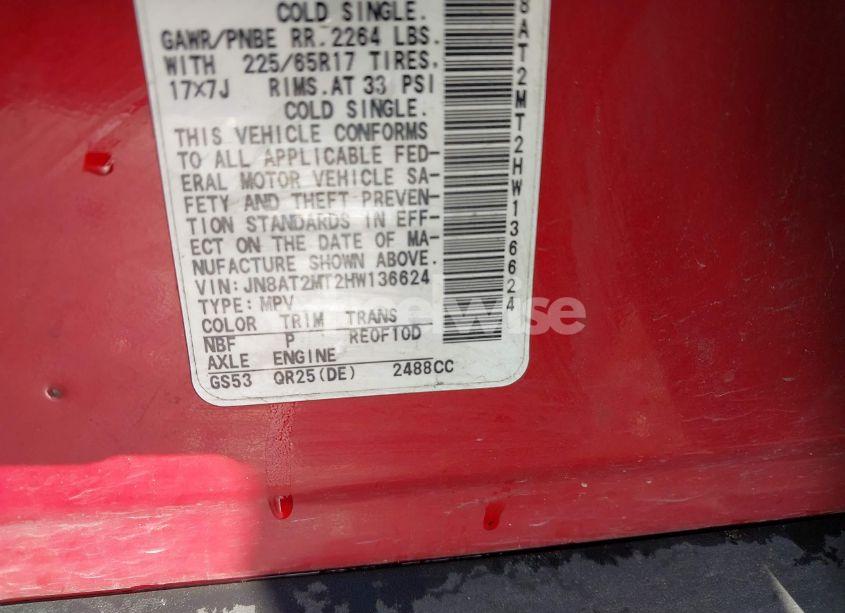 COLD SINGLE.
GAWR/PNBE RR.2264 LBS.
WITH 225/65R17 TIRES.
17×7J RIMS.AT 33 PSI
COLD SINGLE.
THIS VEHICLE CONFORMS
TO ALL APPLICABLE FED-
ERAL MOTOR VEHICLE SA-
FETY AND THEFT PREVEN-
TION STANDARDS IN EFF-
ECT ON THE DATE OF MA-
NUFACTURE SHOWN ABOVE.
VIN:JN8AT2MT2HW136624
TYPE:MPV
COLOR TRIM TRANS
NBF P RE0F10D
AXLE ENGINE
GS53 QR25(DE) 2488CC
8AT2MT2HW136624